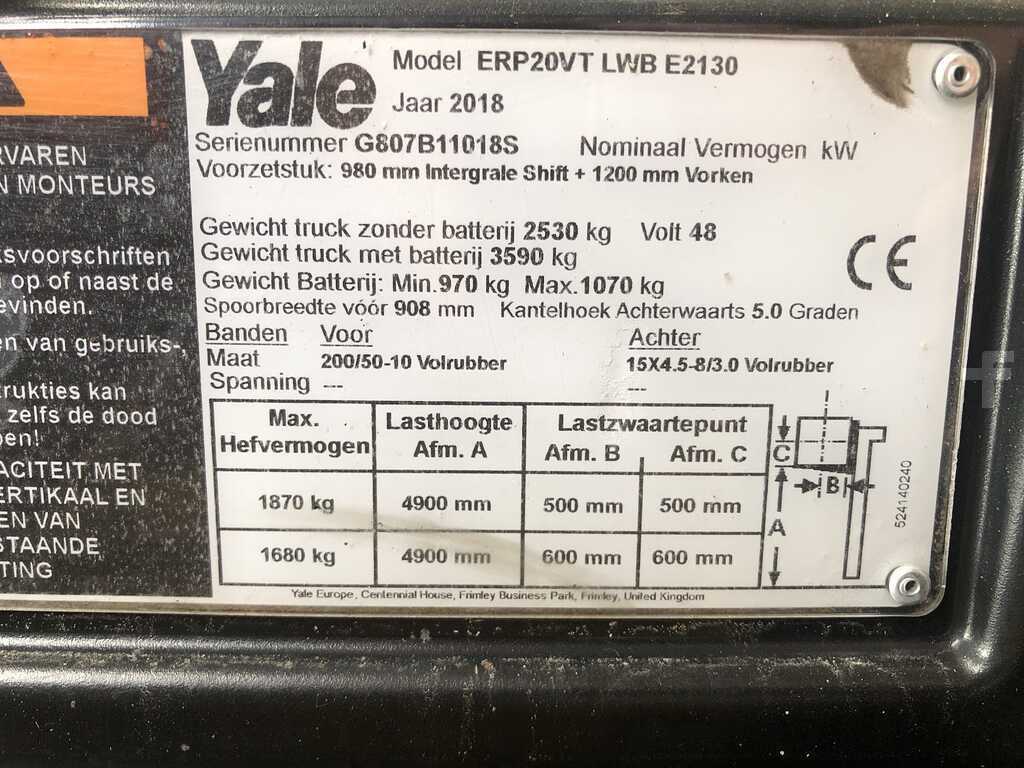 RVAREN
N MONTEURS
ksvoorschriften
op of naast de
evinden.
en van gebruiks-,
trukties kan
zelfs de dood
pen!
ACITEIT MET
ERTIKAAL EN
EN VAN
STAANDE
TING
Yale
Model ERP20VT LWB E2130
Jaar 2018
Serienummer G807B11018S Nominaal Vermogen kW
Voorzetstuk: 980 mm Intergrale Shift + 1200 mm Vorken
Gewicht truck zonder batterij 2530 kg Volt 48
Gewicht truck met batterij 3590 kg
Gewicht Batterij: Min.970 kg Max.1070 kg
CE
Spoorbreedte vóór 908 mm Kantelhoek Achterwaarts 5.0 Graden
Banden Voor Achter
Maat 200/50-10 Volrubber 15X4.5-8/3.0 Volrubber
Spanning --- ---
Max. Hefvermogen Lasthoogte Afm. A Lastzwaartepunt Afm. B Afm. C
1870 kg 4900 mm 500 mm 500 mm
1680 kg 4900 mm 600 mm 600 mm
C
B
A
524140240
Yale Europe, Centennial House, Frimley Business Park, Frimley, United Kingdom